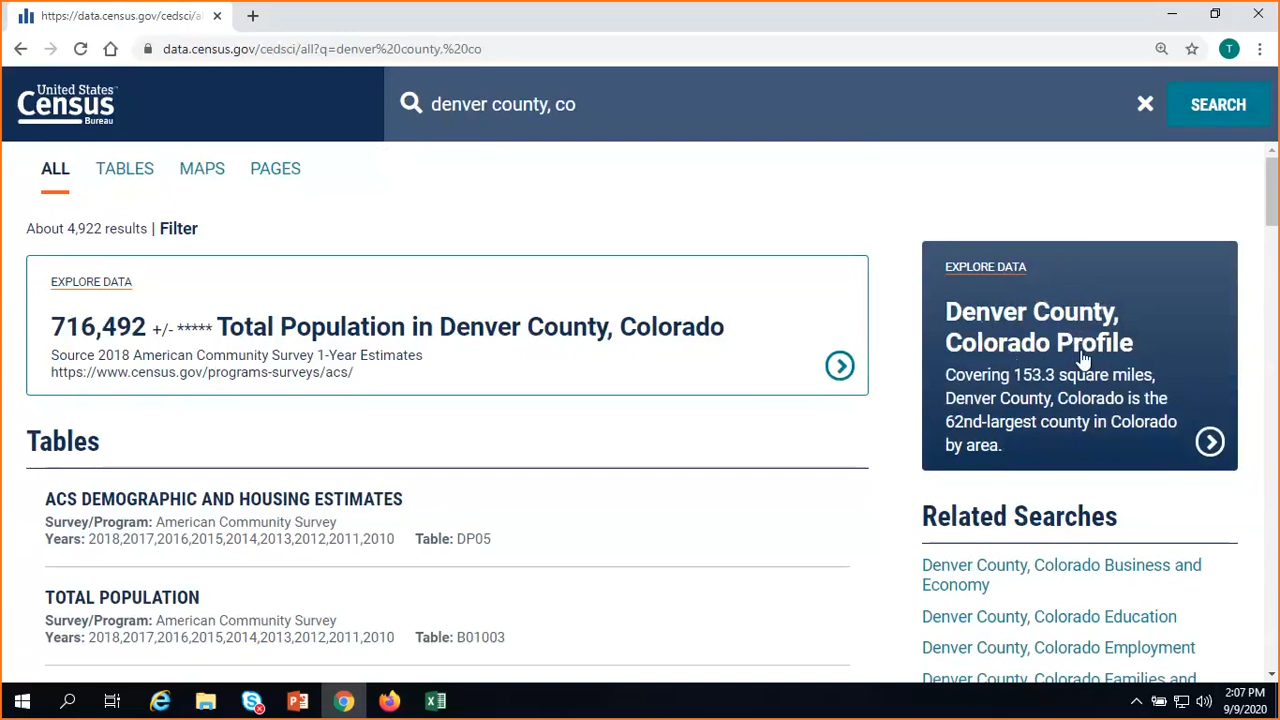 https://data.census.gov/cedsci/al
data.census.gov/cedsci/all?q=denver%20county,%20co
T
United States
Census
Bureau
denver county, co
SEARCH
ALL
TABLES
MAPS
PAGES
About 4,922 results | Filter
EXPLORE DATA
716,492 +/- ***** Total Population in Denver County, Colorado
Source 2018 American Community Survey 1-Year Estimates
https://www.census.gov/programs-surveys/acs/
Tables
ACS DEMOGRAPHIC AND HOUSING ESTIMATES
Survey/Program: American Community Survey
Years: 2018,2017,2016,2015,2014,2013,2012,2011,2010 Table: DP05
TOTAL POPULATION
Survey/Program: American Community Survey
Years: 2018,2017,2016,2015,2014,2013,2012,2011,2010 Table: B01003
EXPLORE DATA
Denver County,
Colorado Profile
Covering 153.3 square miles,
Denver County, Colorado is the
62nd-largest county in Colorado
by area.
Related Searches
Denver County, Colorado Business and
Economy
Denver County, Colorado Education
Denver County, Colorado Employment
Denver County, Colorado Families and
2:07 PM
9/9/2020